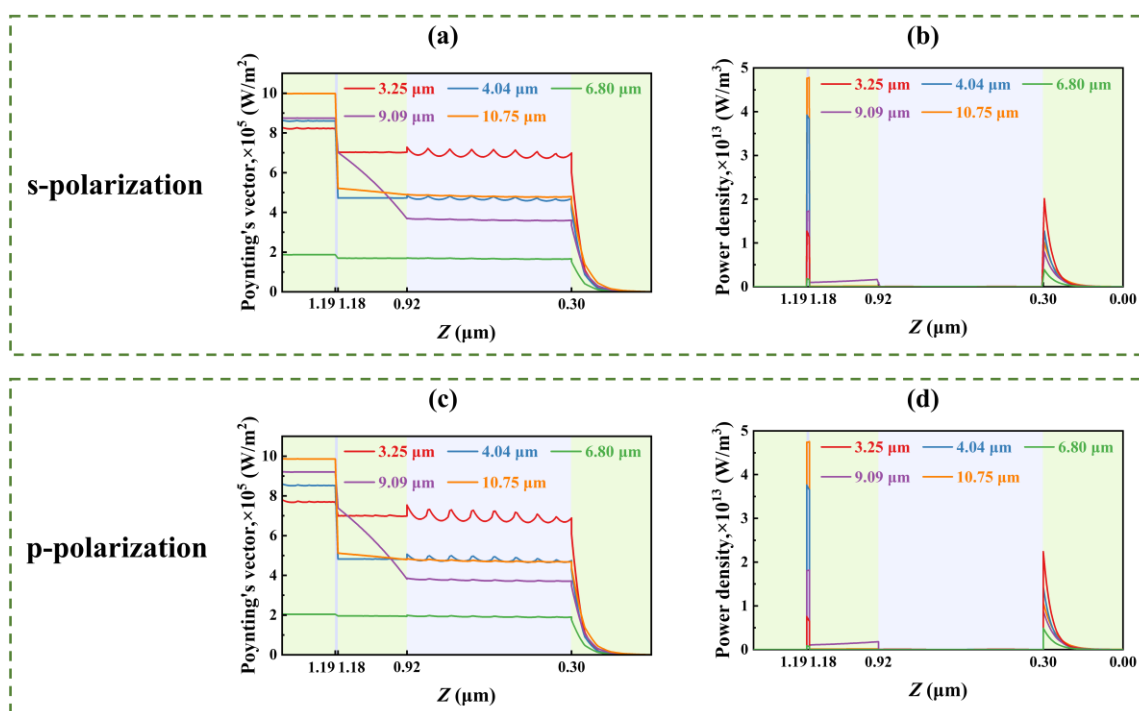 s-polarization
(a)
Poynting's vector,×10⁵ (W/m²)
10
8
6
4
2
0
3.25 μm
4.04 μm
6.80 μm
9.09 μm
10.75 μm
1.19 1.18 0.92 0.30
Z (μm)
(b)
Power density,×10¹³ (W/m³)
5
4
3
2
1
0
3.25 μm
4.04 μm
6.80 μm
9.09 μm
10.75 μm
1.19 1.18 0.92 0.30 0.00
Z (μm)
p-polarization
(c)
Poynting's vector,×10⁵ (W/m²)
10
8
6
4
2
0
3.25 μm
4.04 μm
6.80 μm
9.09 μm
10.75 μm
1.19 1.18 0.92 0.30
Z (μm)
(d)
Power density,×10¹³ (W/m³)
5
4
3
2
1
0
3.25 μm
4.04 μm
6.80 μm
9.09 μm
10.75 μm
1.19 1.18 0.92 0.30 0.00
Z (μm)